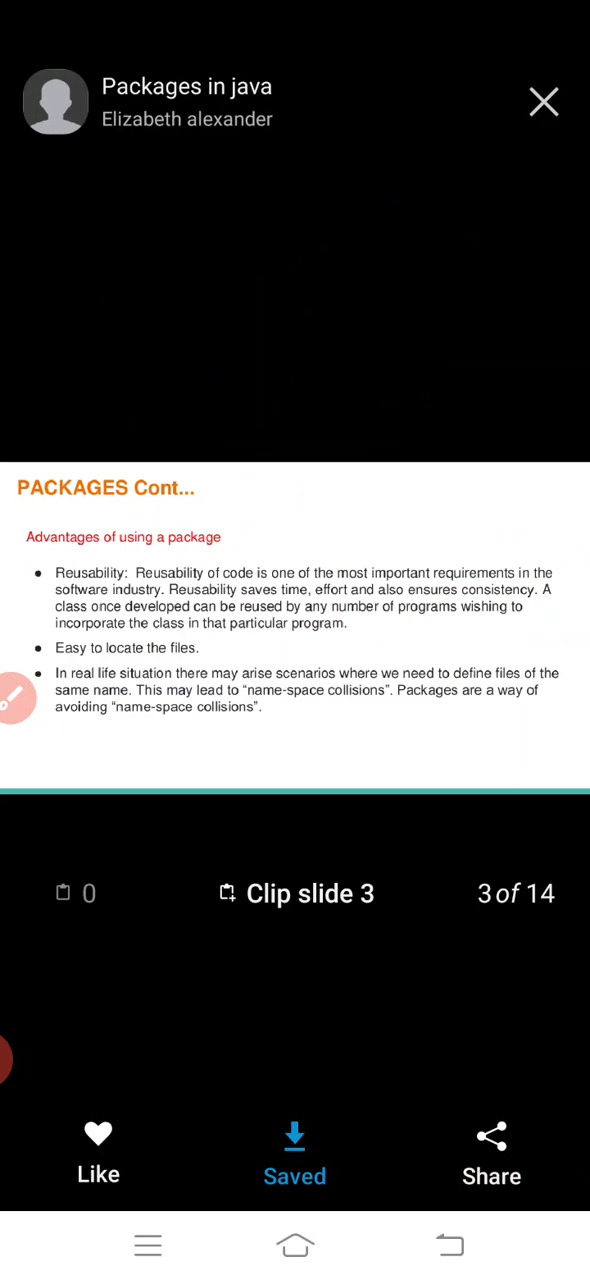 Packages in java
Elizabeth alexander
PACKAGES Cont...
Advantages of using a package
• Reusability: Reusability of code is one of the most important requirements in the
software industry. Reusability saves time, effort and also ensures consistency. A
class once developed can be reused by any number of programs wishing to
incorporate the class in that particular program.
• Easy to locate the files.
• In real life situation there may arise scenarios where we need to define files of the
same name. This may lead to “name-space collisions”. Packages are a way of
avoiding “name-space collisions”.
0 Clip slide 3 3 of 14
Like Saved Share